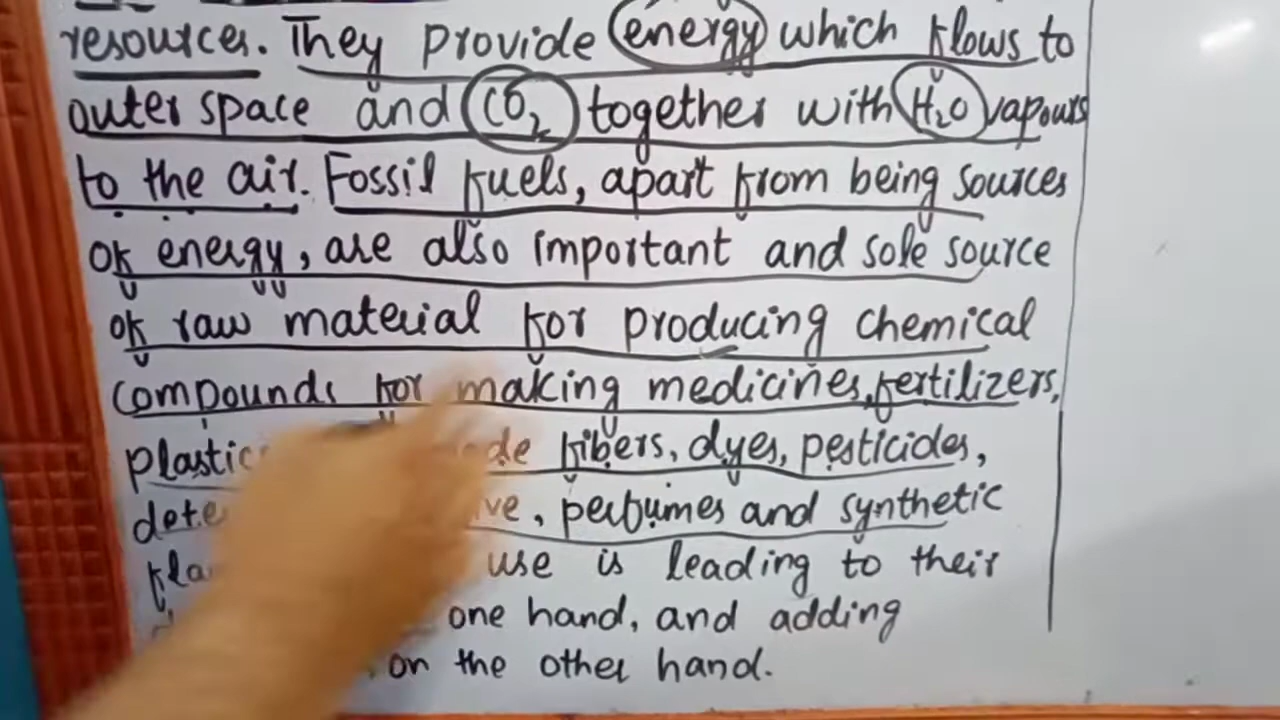 resources. They provide energy which flows to
outer space and CO₂ together with H₂O vapours
to the air. Fossil fuels, apart from being sources
of energy, are also important and sole source
of raw material for producing chemical
compounds for making medicines, fertilizers,
plastic fibers, dyes, pesticides,
perfumes and synthetic
use is leading to their
one hand, and adding
on the other hand.